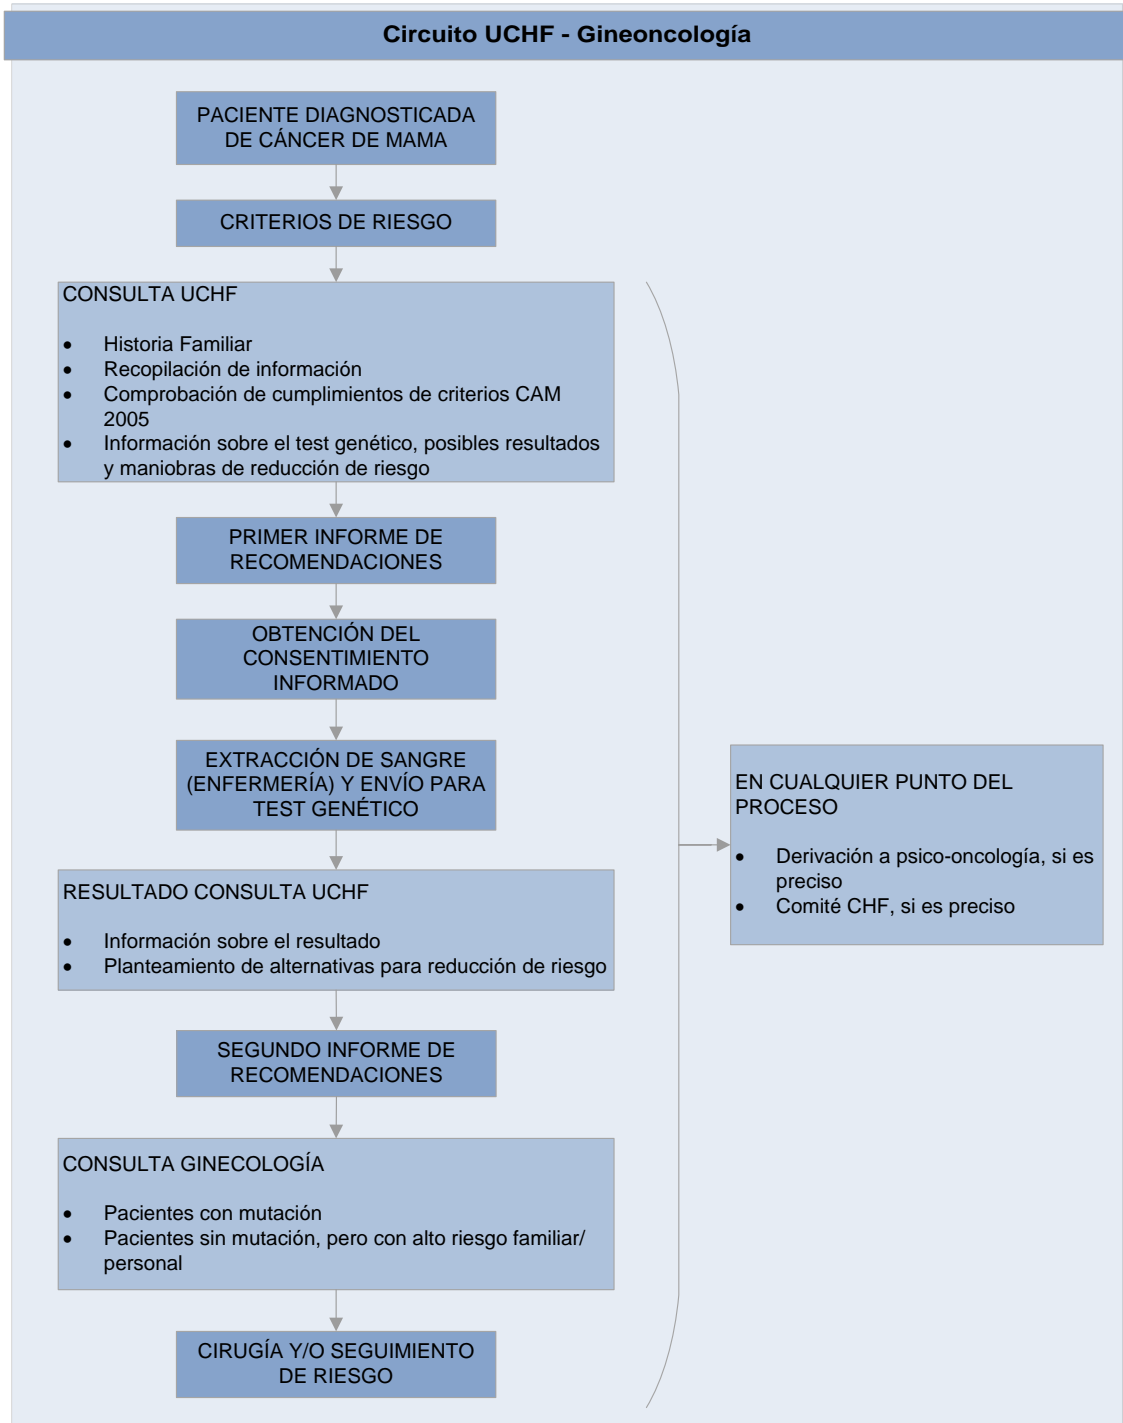 Circuito UCHF - Gineoncología
PACIENTE DIAGNOSTICADA
DE CÁNCER DE MAMA
CRITERIOS DE RIESGO
CONSULTA UCHF
• Historia Familiar
• Recopilación de información
• Comprobación de cumplimientos de criterios CAM
2005
• Información sobre el test genético, posibles resultados
y maniobras de reducción de riesgo
PRIMER INFORME DE
RECOMENDACIONES
OBTENCIÓN DEL
CONSENTIMIENTO
INFORMADO
EXTRACCIÓN DE SANGRE
(ENFERMERÍA) Y ENVÍO PARA
TEST GENÉTICO
RESULTADO CONSULTA UCHF
• Información sobre el resultado
• Planteamiento de alternativas para reducción de riesgo
SEGUNDO INFORME DE
RECOMENDACIONES
CONSULTA GINECOLOGÍA
• Pacientes con mutación
• Pacientes sin mutación, pero con alto riesgo familiar/
personal
CIRUGÍA Y/O SEGUIMIENTO
DE RIESGO
EN CUALQUIER PUNTO DEL
PROCESO
• Derivación a psico-oncología, si es
preciso
• Comité CHF, si es preciso